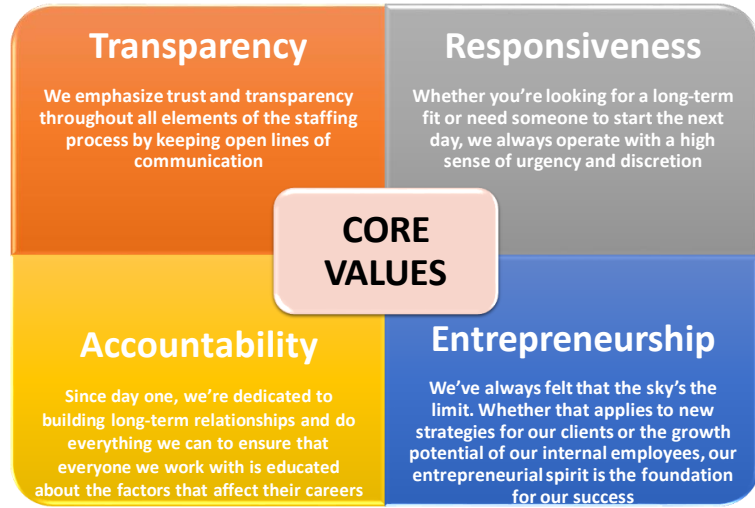 Transparency
We emphasize trust and transparency
throughout all elements of the staffing
process by keeping open lines of
communication
Responsiveness
Whether you’re looking for a long-term
fit or need someone to start the next
day, we always operate with a high
sense of urgency and discretion
CORE
VALUES
Accountability
Since day one, we’re dedicated to
building long-term relationships and do
everything we can to ensure that
everyone we work with is educated
about the factors that affect their careers
Entrepreneurship
We’ve always felt that the sky’s the
limit. Whether that applies to new
strategies for our clients or the growth
potential of our internal employees, our
entrepreneurial spirit is the foundation
for our success